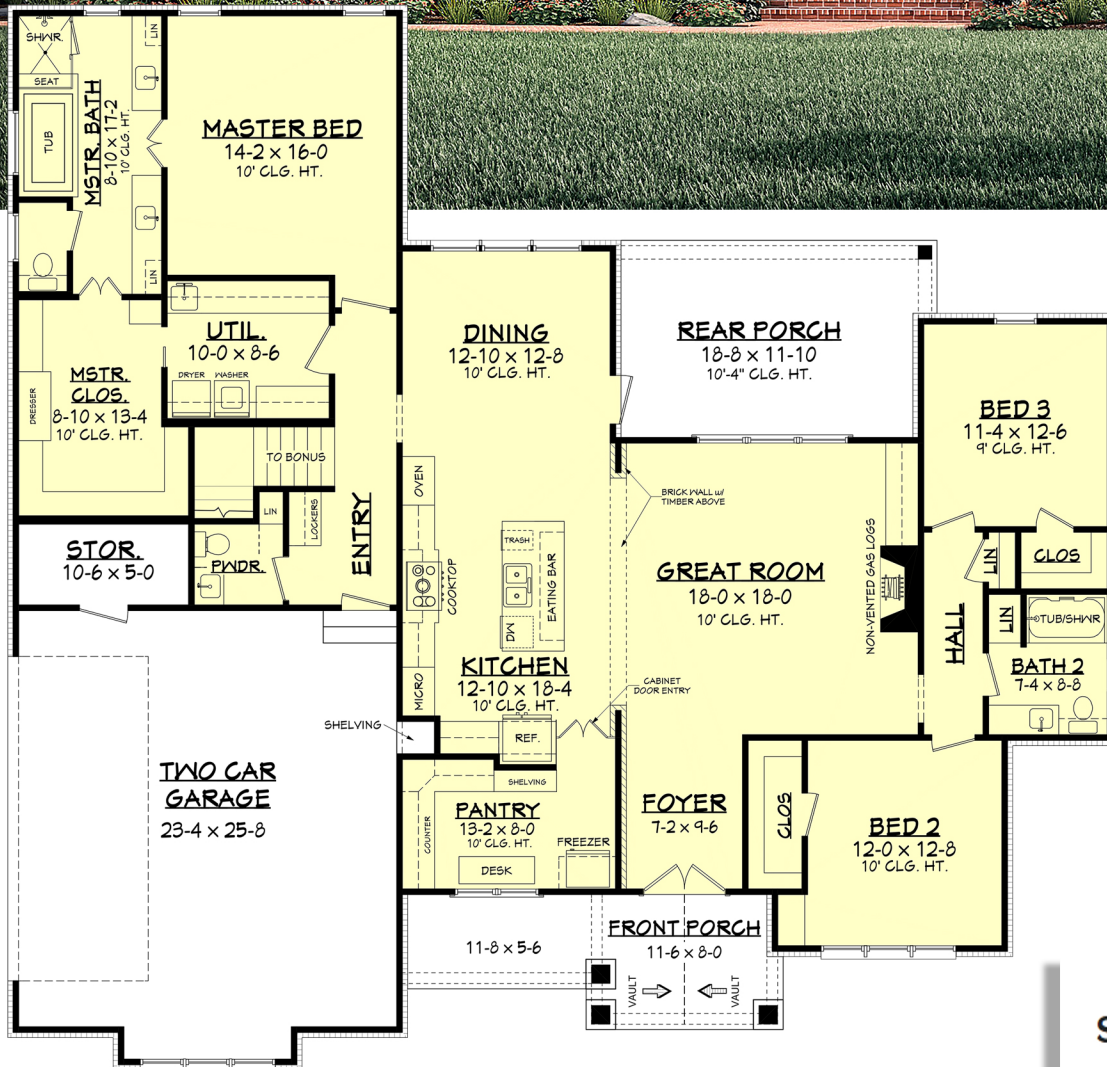 SHWR.
SEAT
TUB
MSTR. BATH
8-10 x 17-2
10' CLG. HT.
LIN
LIN
MASTER BED
14-2 x 16-0
10' CLG. HT.
UTIL.
10-0 x 8-6
DRYER
WASHER
MSTR.
CLOS.
8-10 x 13-4
10' CLG. HT.
DRESSER
TO BONUS
LIN
LOCKERS
ENTRY
PWDR.
STOR.
10-6 x 5-0
DINING
12-10 x 12-8
10' CLG. HT.
REAR PORCH
18-8 x 11-10
10'-4" CLG. HT.
BED 3
11-4 x 12-6
9' CLG. HT.
OVEN
BRICK WALL w/
TIMBER ABOVE
TRASH
EATING BAR
COOKTOP
DW
MICRO
KITCHEN
12-10 x 18-4
10' CLG. HT.
GREAT ROOM
18-0 x 18-0
10' CLG. HT.
NON-VENTED GAS LOGS
LIN
CLOS
HALL
LIN
TUB/SHWR
BATH 2
7-4 x 8-8
CABINET
DOOR ENTRY
SHELVING
REF.
TWO CAR
GARAGE
23-4 x 25-8
SHELVING
PANTRY
13-2 x 8-0
10' CLG. HT.
COUNTER
FREEZER
DESK
FOYER
7-2 x 9-6
CLOS
BED 2
12-0 x 12-8
10' CLG. HT.
11-8 x 5-6
FRONT PORCH
11-6 x 8-0
VAULT
VAULT
S